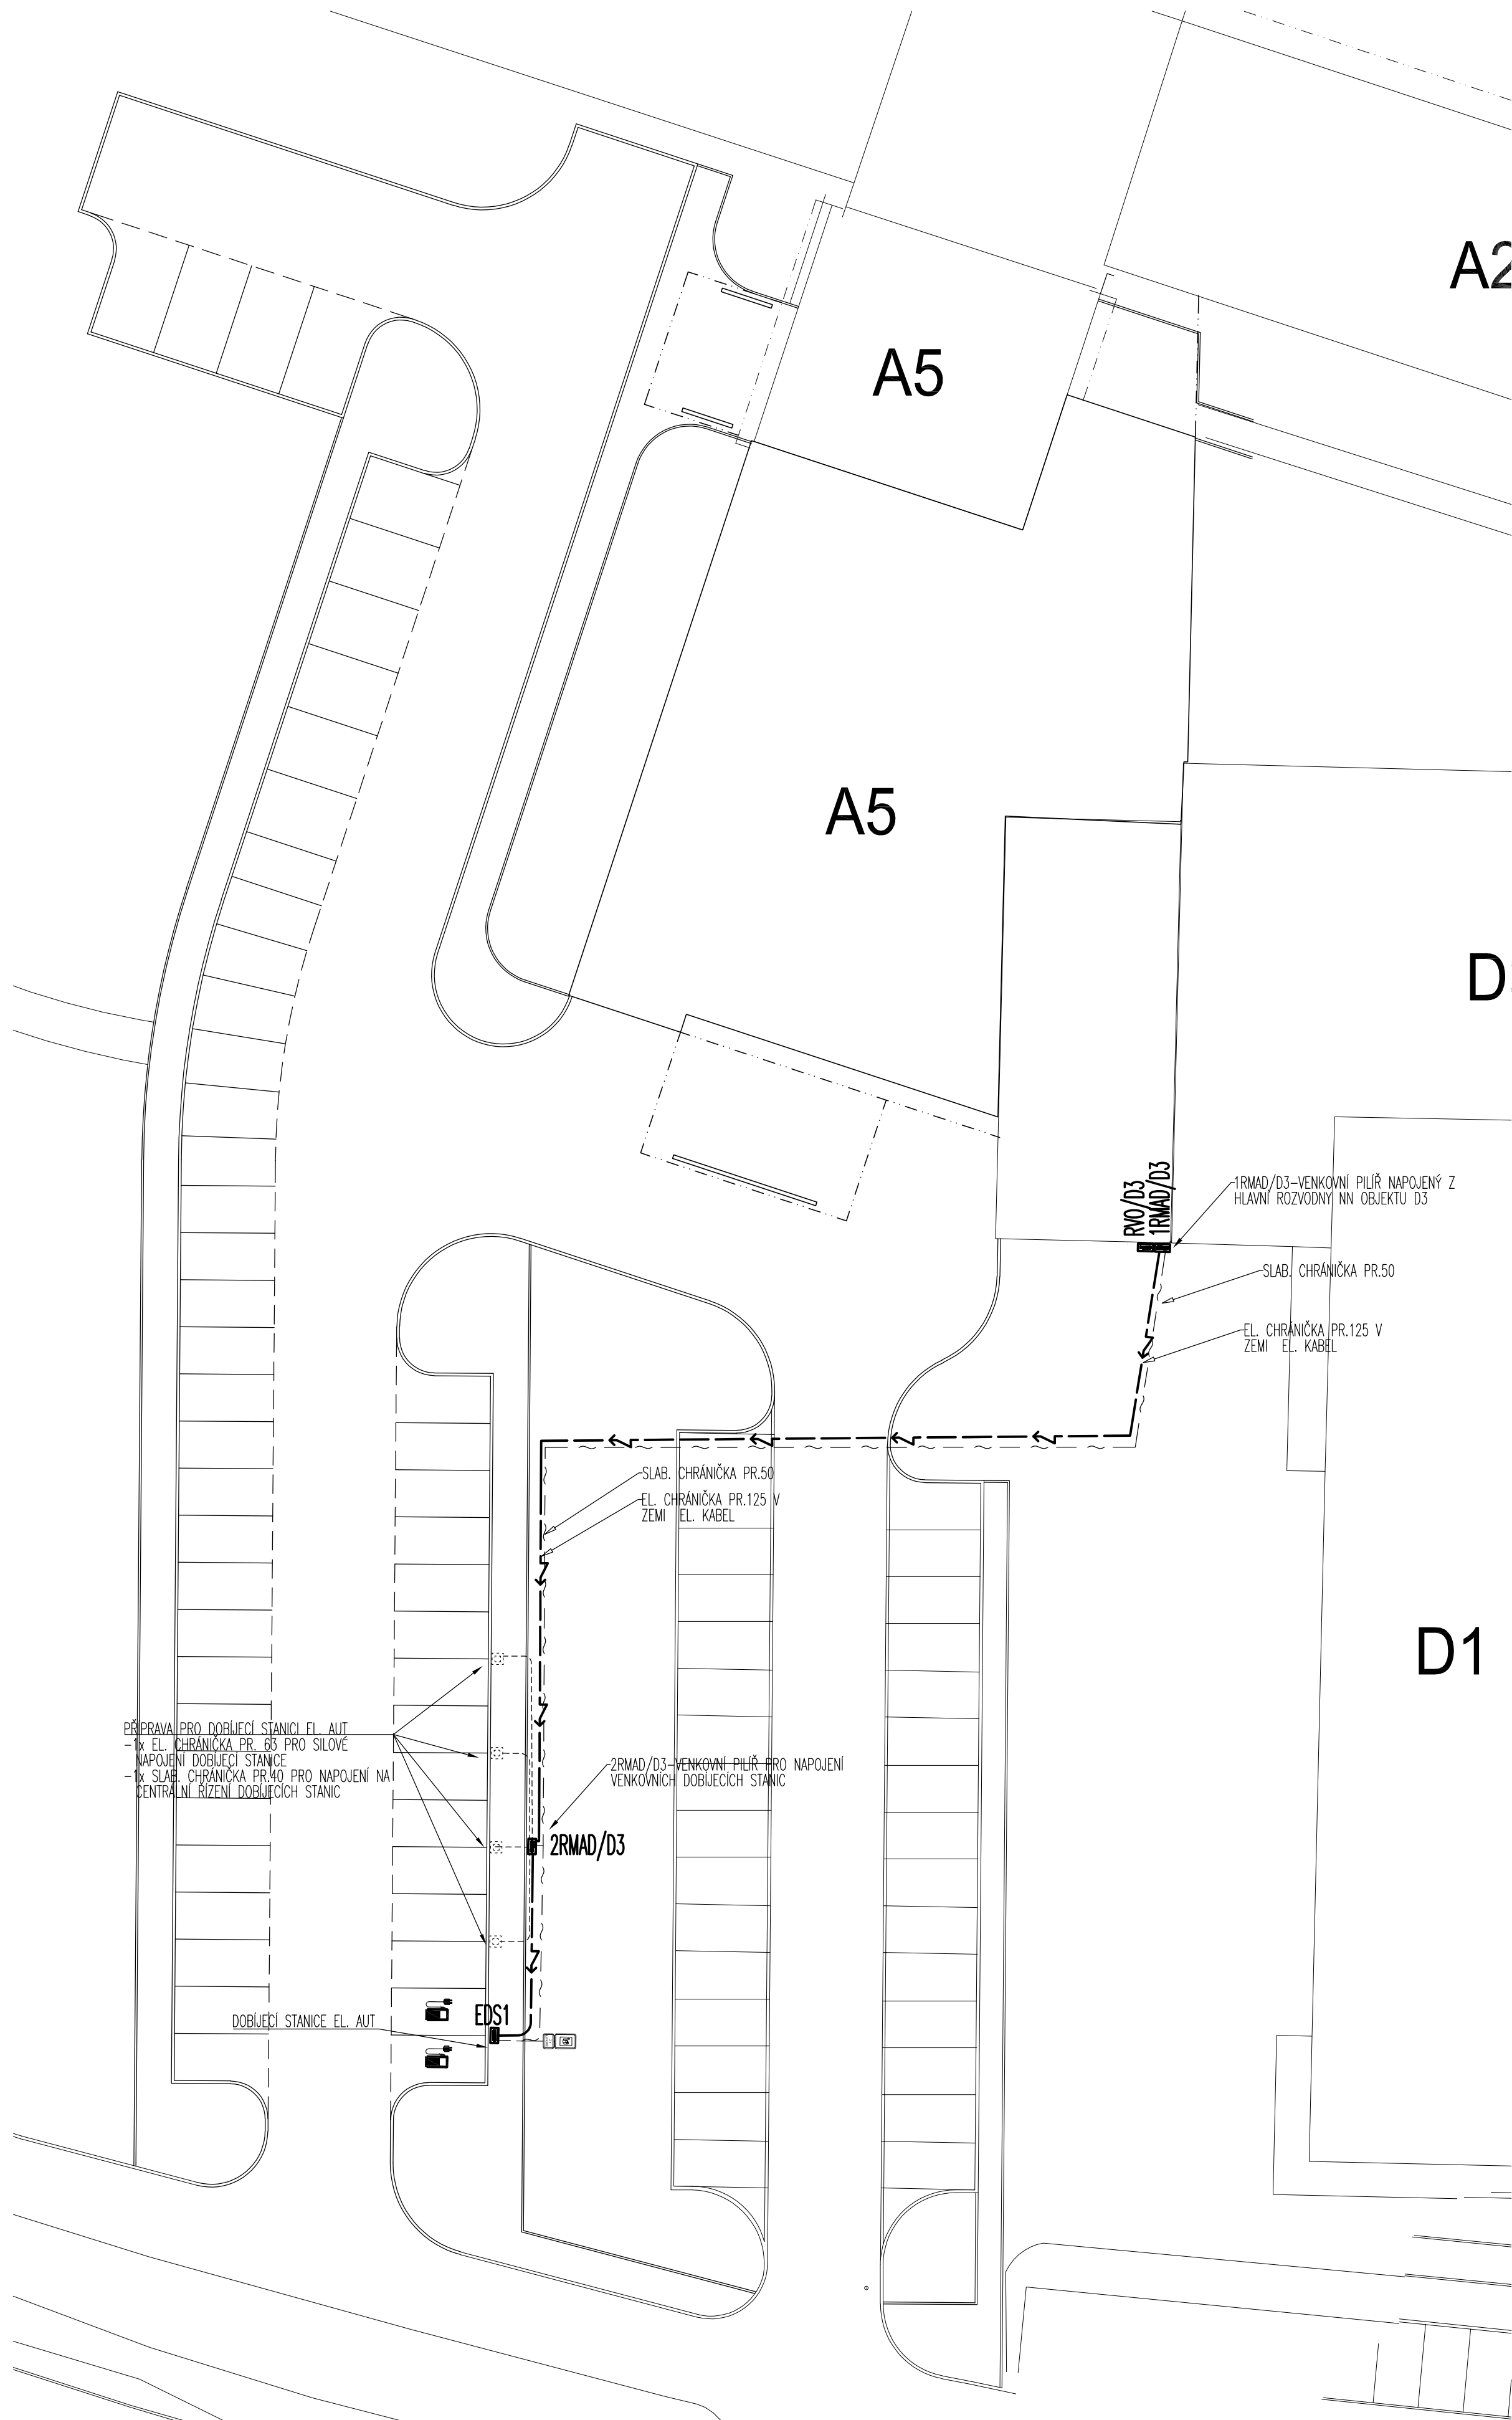 A2
A5
A5
D
RVO/D3
1RMAD/D3
1RMAD/D3-VENKOVNÍ PILÍŘ NAPOJENÝ Z
HLAVNÍ ROZVODNY NN OBJEKTU D3
SLAB. CHRÁNIČKA PR.50
EL. CHRÁNIČKA PR.125 V
ZEMI EL. KABEL
SLAB. CHRÁNIČKA PR.50
EL. CHRÁNIČKA PR.125 V
ZEMI EL. KABEL
D1
PŘÍPRAVA PRO DOBÍJECÍ STANICI EL. AUT
-1x EL. CHRÁNIČKA PR. 63 PRO SILOVÉ
NAPOJENÍ DOBÍJECÍ STANICE
-1x SLAB. CHRÁNIČKA PR.40 PRO NAPOJENÍ NA
CENTRÁLNÍ ŘÍZENÍ DOBÍJECÍCH STANIC
2RMAD/D3-VENKOVNÍ PILÍŘ PRO NAPOJENÍ
VENKOVNÍCH DOBÍJECÍCH STANIC
2RMAD/D3
EDS1
DOBÍJECÍ STANICE EL. AUT